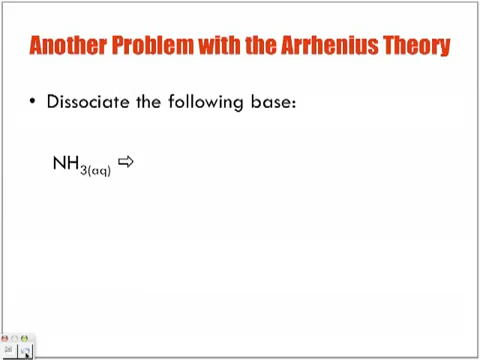 Another Problem with the Arrhenius Theory
• Dissociate the following base:
NH₃₍aq₎ ⇨